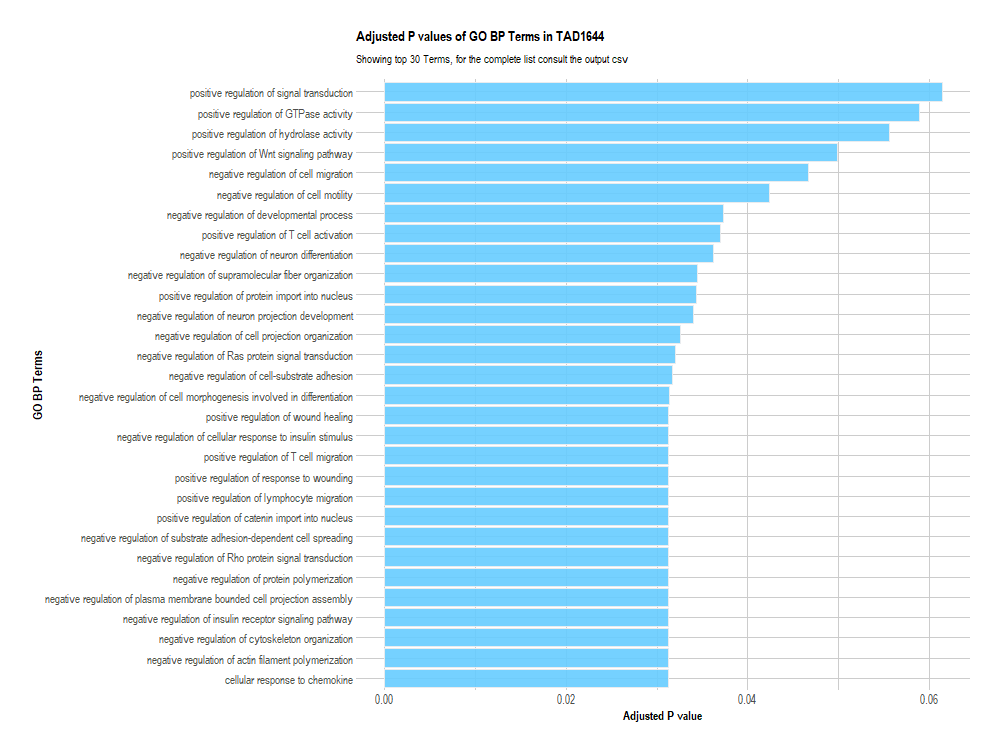 Adjusted P values of GO BP Terms in TAD1644
Showing top 30 Terms, for the complete list consult the output csv
GO BP Terms
positive regulation of signal transduction
positive regulation of GTPase activity
positive regulation of hydrolase activity
positive regulation of Wnt signaling pathway
negative regulation of cell migration
negative regulation of cell motility
negative regulation of developmental process
positive regulation of T cell activation
negative regulation of neuron differentiation
negative regulation of supramolecular fiber organization
positive regulation of protein import into nucleus
negative regulation of neuron projection development
negative regulation of cell projection organization
negative regulation of Ras protein signal transduction
negative regulation of cell-substrate adhesion
negative regulation of cell morphogenesis involved in differentiation
positive regulation of wound healing
negative regulation of cellular response to insulin stimulus
positive regulation of T cell migration
positive regulation of response to wounding
positive regulation of lymphocyte migration
positive regulation of catenin import into nucleus
negative regulation of substrate adhesion-dependent cell spreading
negative regulation of Rho protein signal transduction
negative regulation of protein polymerization
negative regulation of plasma membrane bounded cell projection assembly
negative regulation of insulin receptor signaling pathway
negative regulation of cytoskeleton organization
negative regulation of actin filament polymerization
cellular response to chemokine
0.00 0.02 0.04 0.06
Adjusted P value